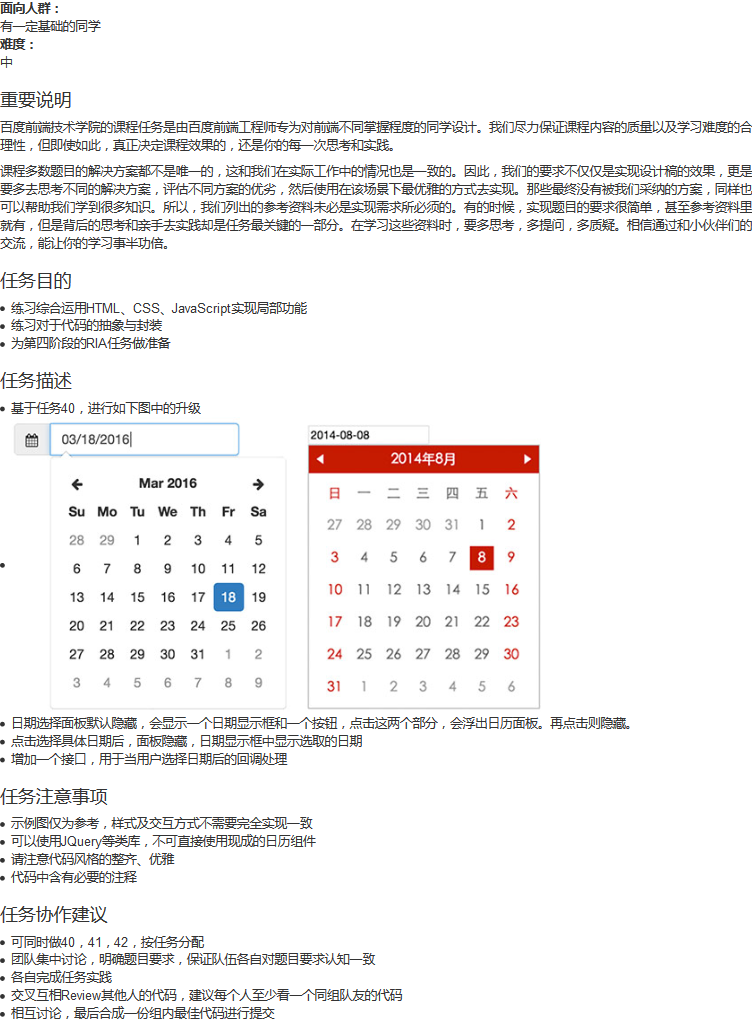 面向人群：
有一定基础的同学
难度：
中
重要说明
百度前端技术学院的课程任务是由百度前端工程师专为对前端不同掌握程度的同学设计。我们尽力保证课程内容的质量以及学习难度的合
理性，但即使如此，真正决定课程效果的，还是你的每一次思考和实践。
课程多数题目的解决方案都不是唯一的，这和我们在实际工作中的情况也是一致的。因此，我们的要求不仅仅是实现设计稿的效果，更是
要多去思考不同的解决方案，评估不同方案的优劣，然后使用在该场景下最优雅的方式去实现。那些最终没有被我们采纳的方案，同样也
可以帮助我们学到很多知识。所以，我们列出的参考资料未必是实现需求所必须的。有的时候，实现题目的要求很简单，甚至参考资料里
就有，但是背后的思考和亲手去实践却是任务最关键的一部分。在学习这些资料时，要多思考，多提问，多质疑。相信通过和小伙伴们的
交流，能让你的学习事半功倍。
任务目的
练习综合运用HTML、CSS、JavaScript实现局部功能
练习对于代码的抽象与封装
为第四阶段的RIA任务做准备
任务描述
基于任务40，进行如下图中的升级
03/18/2016
Mar 2016
Su Mo Tu We Th Fr Sa
28 29 1 2 3 4 5
6 7 8 9 10 11 12
13 14 15 16 17 18 19
20 21 22 23 24 25 26
27 28 29 30 31 1 2
3 4 5 6 7 8 9
2014-08-08
2014年8月
日 一 二 三 四 五 六
27 28 29 30 31 1 2
3 4 5 6 7 8 9
10 11 12 13 14 15 16
17 18 19 20 21 22 23
24 25 26 27 28 29 30
31 1 2 3 4 5 6
日期选择面板默认隐藏，会显示一个日期显示框和一个按钮，点击这两个部分，会浮出日历面板。再点击则隐藏。
点击选择具体日期后，面板隐藏，日期显示框中显示选取的日期
增加一个接口，用于当用户选择日期后的回调处理
任务注意事项
示例图仅为参考，样式及交互方式不需要完全实现一致
可以使用JQuery等类库，不可直接使用现成的日历组件
请注意代码风格的整齐、优雅
代码中含有必要的注释
任务协作建议
可同时做40，41，42，按任务分配
团队集中讨论，明确题目要求，保证队伍各自对题目要求认知一致
各自完成任务实践
交叉互相Review其他人的代码，建议每个人至少看一个同组队友的代码
相互讨论，最后合成一份组内最佳代码进行提交